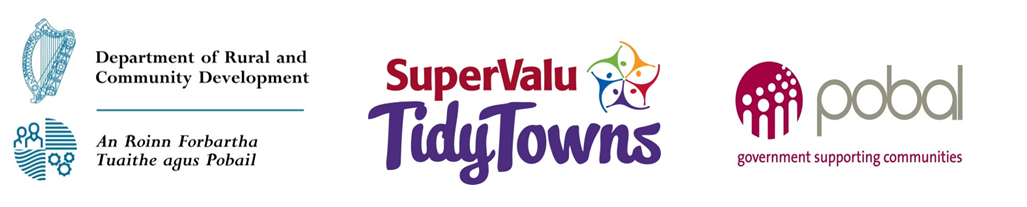 Department of Rural and
Community Development
An Roinn Forbartha
Tuaithe agus Pobail
SuperValu
TidyTowns
pobal
government supporting communities